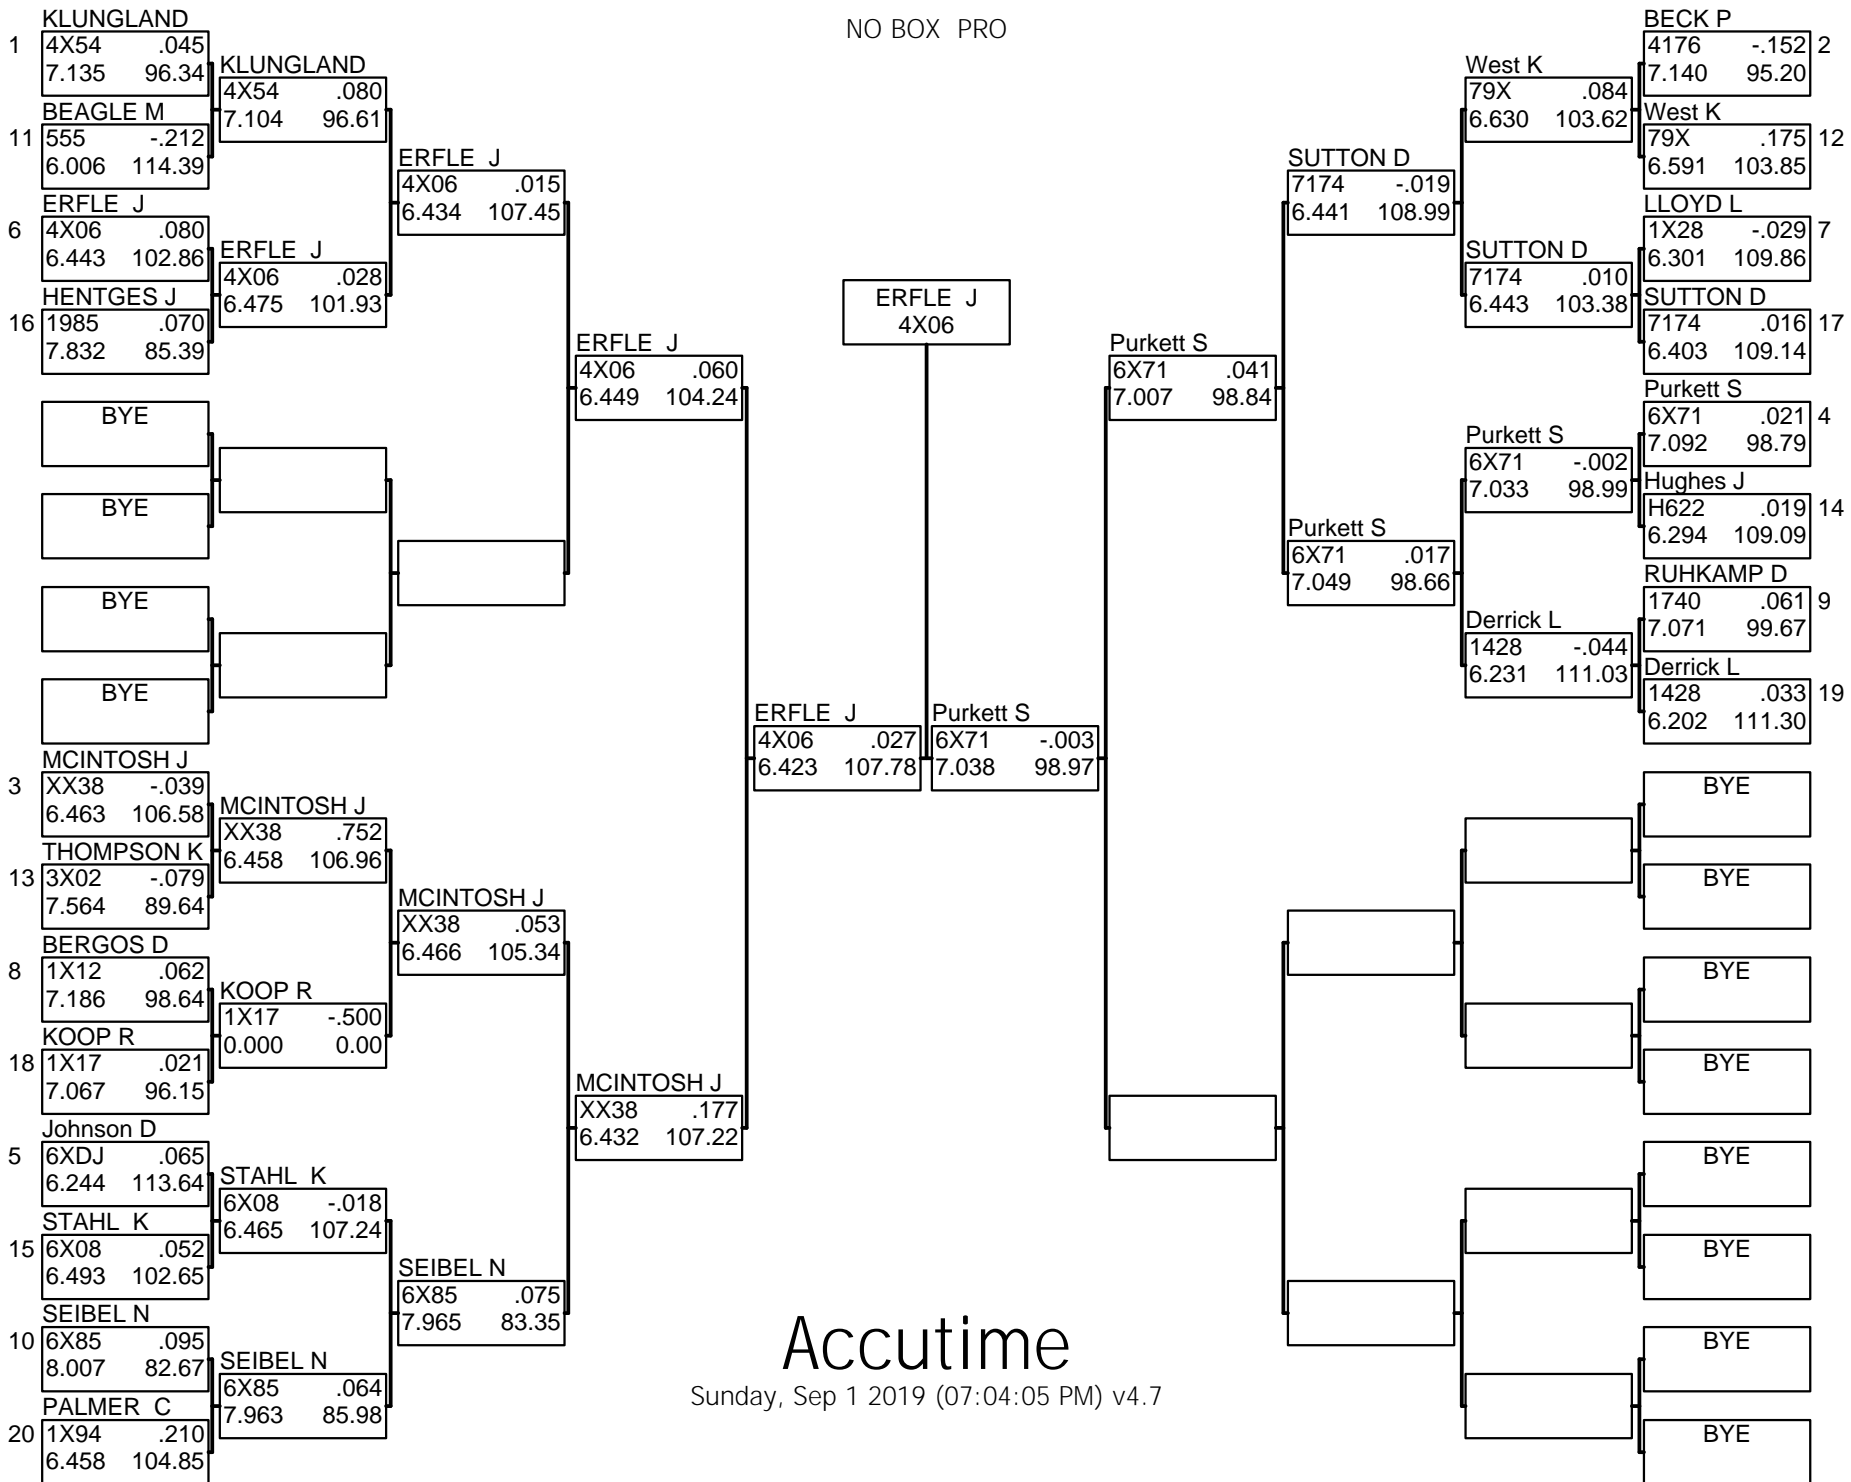 NO BOX PRO
KLUNGLAND
1 4X54 .045
7.135 96.34
BEAGLE M
11 555 -.212
6.006 114.39
ERFLE J
6 4X06 .080
6.443 102.86
HENTGES J
16 1985 .070
7.832 85.39
BYE
BYE
BYE
BYE
MCINTOSH J
3 XX38 -.039
6.463 106.58
THOMPSON K
13 3X02 -.079
7.564 89.64
BERGOS D
8 1X12 .062
7.186 98.64
KOOP R
18 1X17 .021
7.067 96.15
Johnson D
5 6XDJ .065
6.244 113.64
STAHL K
15 6X08 .052
6.493 102.65
SEIBEL N
10 6X85 .095
8.007 82.67
PALMER C
20 1X94 .210
6.458 104.85
KLUNGLAND
4X54 .080
7.104 96.61
ERFLE J
4X06 .028
6.475 101.93
MCINTOSH J
XX38 .752
6.458 106.96
KOOP R
1X17 -.500
0.000 0.00
STAHL K
6X08 -.018
6.465 107.24
SEIBEL N
6X85 .064
7.963 85.98
ERFLE J
4X06 .015
6.434 107.45
MCINTOSH J
XX38 .053
6.466 105.34
SEIBEL N
6X85 .075
7.965 83.35
ERFLE J
4X06 .060
6.449 104.24
MCINTOSH J
XX38 .177
6.432 107.22
ERFLE J
4X06 .027
6.423 107.78
ERFLE J
4X06
Purkett S
6X71 -.003
7.038 98.97
Purkett S
6X71 .041
7.007 98.84
SUTTON D
7174 -.019
6.441 108.99
Purkett S
6X71 .017
7.049 98.66
West K
79X .084
6.630 103.62
SUTTON D
7174 .010
6.443 103.38
Purkett S
6X71 -.002
7.033 98.99
Derrick L
1428 -.044
6.231 111.03
BECK P
4176 -.152 2
7.140 95.20
West K
79X .175 12
6.591 103.85
LLOYD L
1X28 -.029 7
6.301 109.86
SUTTON D
7174 .016 17
6.403 109.14
Purkett S
6X71 .021 4
7.092 98.79
Hughes J
H622 .019 14
6.294 109.09
RUHKAMP D
1740 .061 9
7.071 99.67
Derrick L
1428 .033 19
6.202 111.30
BYE
BYE
BYE
BYE
BYE
BYE
BYE
BYE
Accutime
Sunday, Sep 1 2019 (07:04:05 PM) v4.7